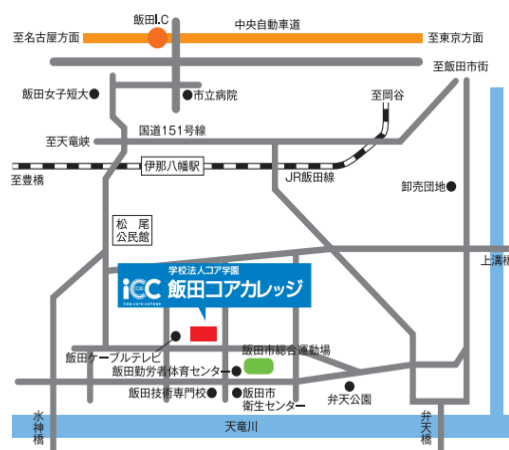 飯田I.C
中央自動車道
至名古屋方面
至東京方面
至飯田市街
飯田女子短大
市立病院
至岡谷
国道151号線
至天竜峡
伊那八幡駅
至豊橋
JR飯田線
卸売団地
松尾
公民館
上溝橋
学校法人コア学園
icc 飯田コアカレッジ
飯田ケーブルテレビ
飯田市総合運動場
飯田勤労者体育センター
飯田技術専門校
飯田市
衛生センター
弁天公園
水神橋
天竜川
弁天橋